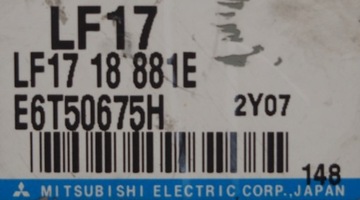 LF17
LF17 18 881E
E6T50675H 2Y07
148
MITSUBISHI ELECTRIC CORP., JAPAN